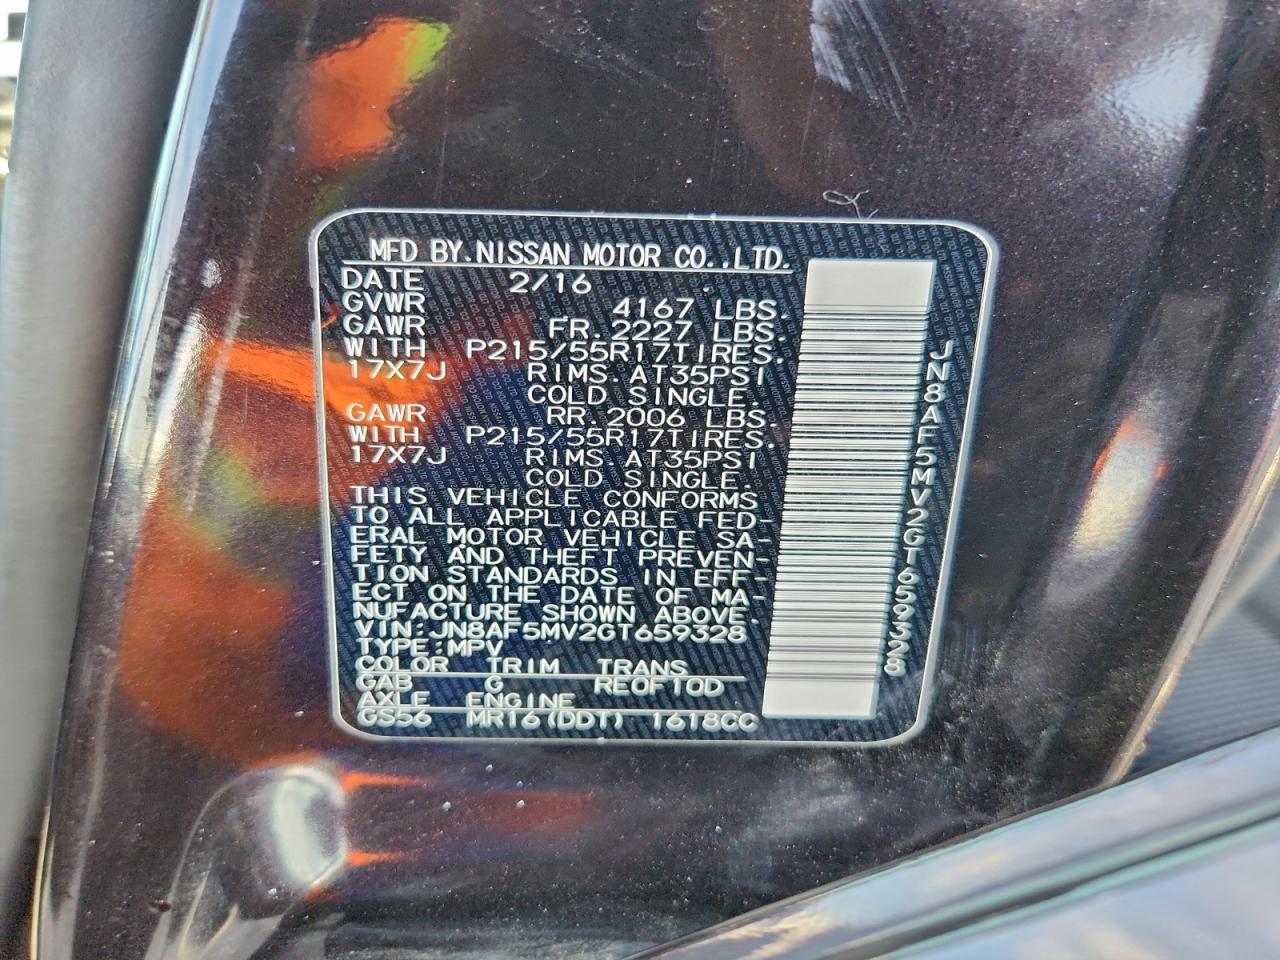 MFD BY.NISSAN MOTOR CO.,LTD.
DATE 2/16
GVWR 4167 LBS.
GAWR FR.2227 LBS.
WITH P215/55R17TIRES.
17X7J RIMS.AT35PSI
COLD SINGLE.
GAWR RR.2006 LBS.
WITH P215/55R17TIRES.
17X7J RIMS.AT35PSI
COLD SINGLE.
THIS VEHICLE CONFORMS
TO ALL APPLICABLE FED-
ERAL MOTOR VEHICLE SA-
FETY AND THEFT PREVEN-
TION STANDARDS IN EFF-
ECT ON THE DATE OF MA-
NUFACTURE SHOWN ABOVE.
VIN:JN8AF5MV2GT659328
TYPE:MPV
COLOR TRIM TRANS
GAB G RE0F10D
AXLE ENGINE
GS56 MR16(DDT) 1618CC
JN8AF5MV2GT659328